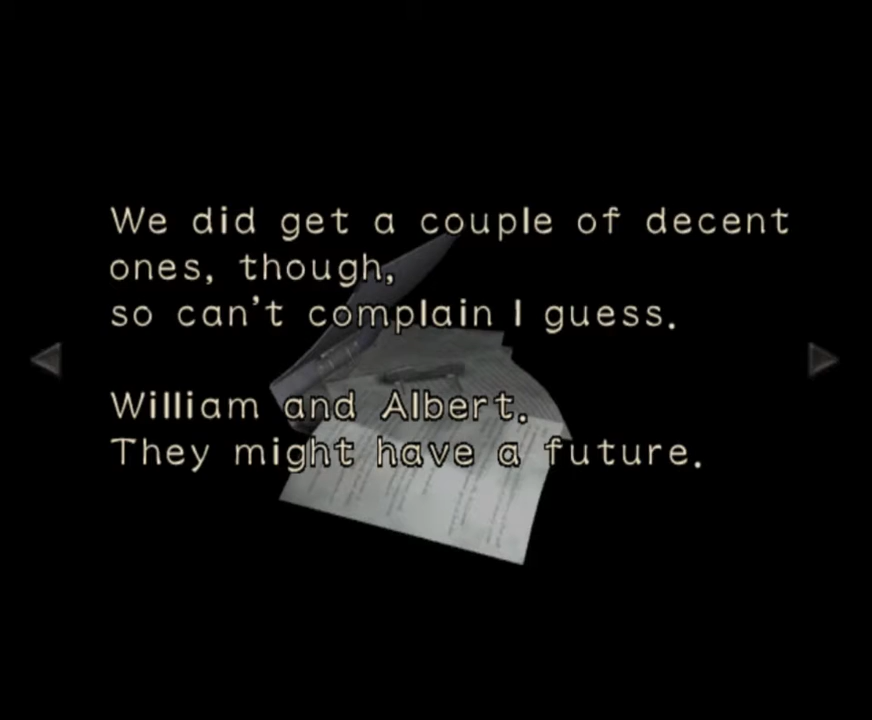 We did get a couple of decent
ones, though,
so can't complain I guess.
William and Albert.
They might have a future.